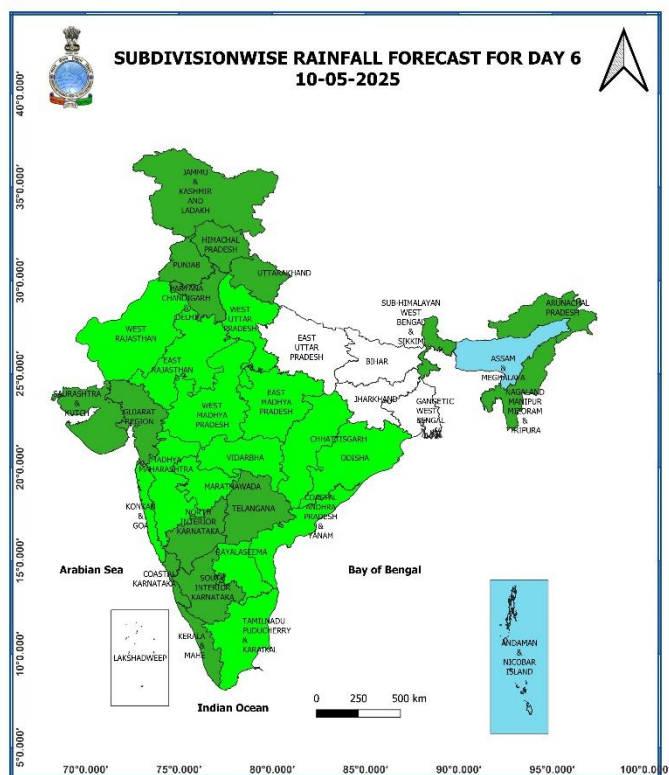 SUBDIVISIONWISE RAINFALL FORECAST FOR DAY 6
10-05-2025
40°0.000'
35°0.000'
30°0.000'
25°0.000'
20°0.000'
15°0.000'
10°0.000'
5°0.000'
JAMMU
&
KASHMIR
AND
LADAKH
HIMACHAL
PRADESH
PUNJAB
UTTARAKHAND
HARYANA
CHANDIGARH
&
DELHI
WEST
UTTAR
PRADESH
WEST
RAJASTHAN
EAST
RAJASTHAN
EAST
UTTAR
PRADESH
SUB-HIMALAYAN
WEST
BENGAL
&
SIKKIM
ARUNACHAL
PRADESH
ASSAM
&
MEGHALAYA
NAGALAND
MANIPUR
MIZORAM
&
TRIPURA
BIHAR
JHARKHAND
GANGETIC
WEST
BENGAL
SAURASHTRA
&
KUTCH
GUJARAT
REGION
WEST
MADHYA
PRADESH
EAST
MADHYA
PRADESH
CHHATTISGARH
ODISHA
VIDARBHA
MADHYA
MAHARASHTRA
MARATHAWADA
KONKAN
&
GOA
TELANGANA
NORTH
INTERIOR
KARNATAKA
COASTAL
ANDHRA
PRADESH
&
YANAM
RAYALASEEMA
COASTAL
KARNATAKA
SOUTH
INTERIOR
KARNATAKA
TAMILNADU
PUDUCHERRY
&
KARAIKAL
KERALA
&
MAHE
LAKSHADWEEP
ANDAMAN
&
NICOBAR
ISLAND
Arabian Sea
Bay of Bengal
Indian Ocean
0 250 500 km
70°0.000' 75°0.000' 80°0.000' 85°0.000' 90°0.000' 95°0.000' 100°0.000'